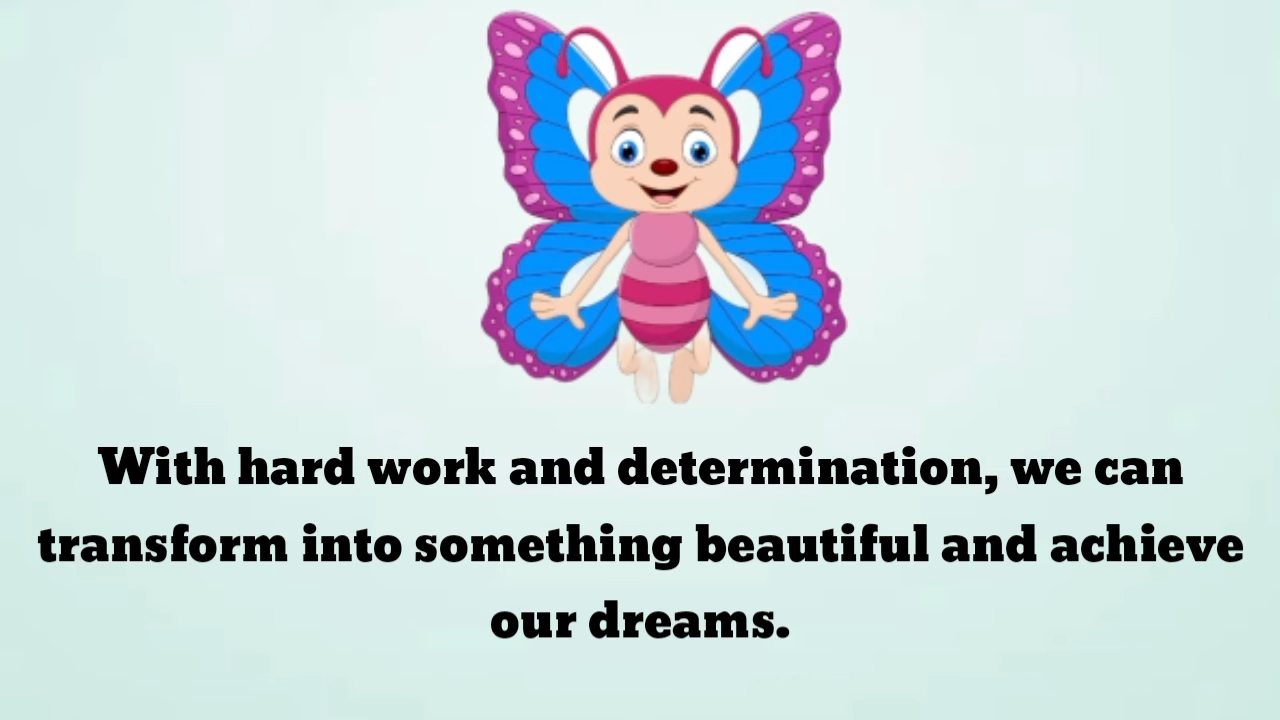 With hard work and determination, we can
transform into something beautiful and achieve
our dreams.